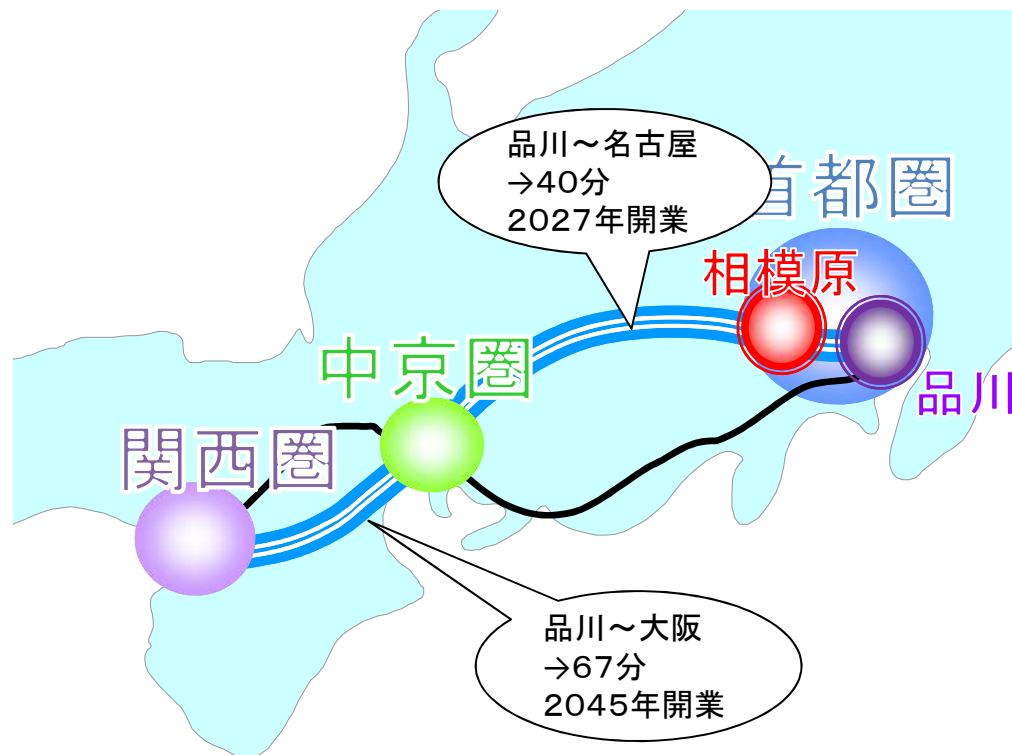 品川～名古屋
→40分
2027年開業
首都圏
相模原
品川
中京圏
関西圏
品川～大阪
→67分
2045年開業